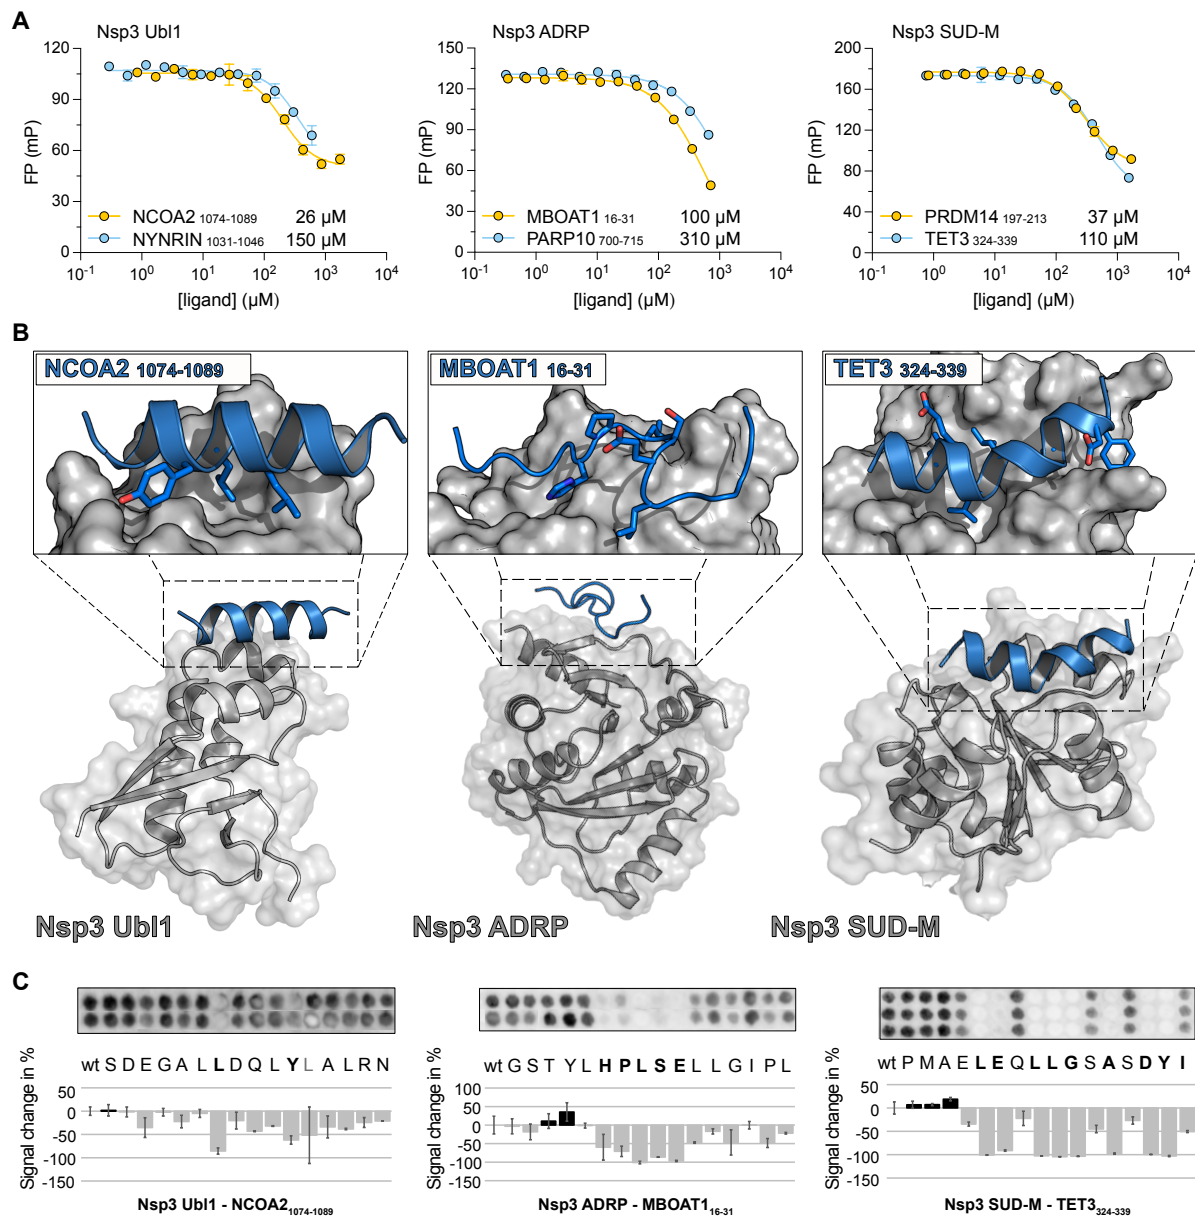 A
Nsp3 Ubl1
120
90
60
30
0
FP (mP)
NCOA2 1074-1089 26 µM
NYNRIN 1031-1046 150 µM
10-1 100 101 102 103 104
[ligand] (µM)
Nsp3 ADRP
150
120
90
60
30
0
FP (mP)
MBOAT1 16-31 100 µM
PARP10 700-715 310 µM
10-1 100 101 102 103 104
[ligand] (µM)
Nsp3 SUD-M
200
160
120
80
40
0
FP (mP)
PRDM14 197-213 37 µM
TET3 324-339 110 µM
10-1 100 101 102 103 104
[ligand] (µM)
B
NCOA2 1074-1089
MBOAT1 16-31
TET3 324-339
Nsp3 Ubl1
Nsp3 ADRP
Nsp3 SUD-M
C
wt S D E G A L L D Q L Y L A L R N
Signal change in %
50
0
-50
-100
-150
Nsp3 Ubl1 - NCOA21074-1089
wt G S T Y L H P L S E L L G I P L
Signal change in %
100
50
0
-50
-100
-150
Nsp3 ADRP - MBOAT116-31
wt P M A E L E Q L L G S A S D Y I
Signal change in %
50
0
-50
-100
-150
Nsp3 SUD-M - TET3324-339